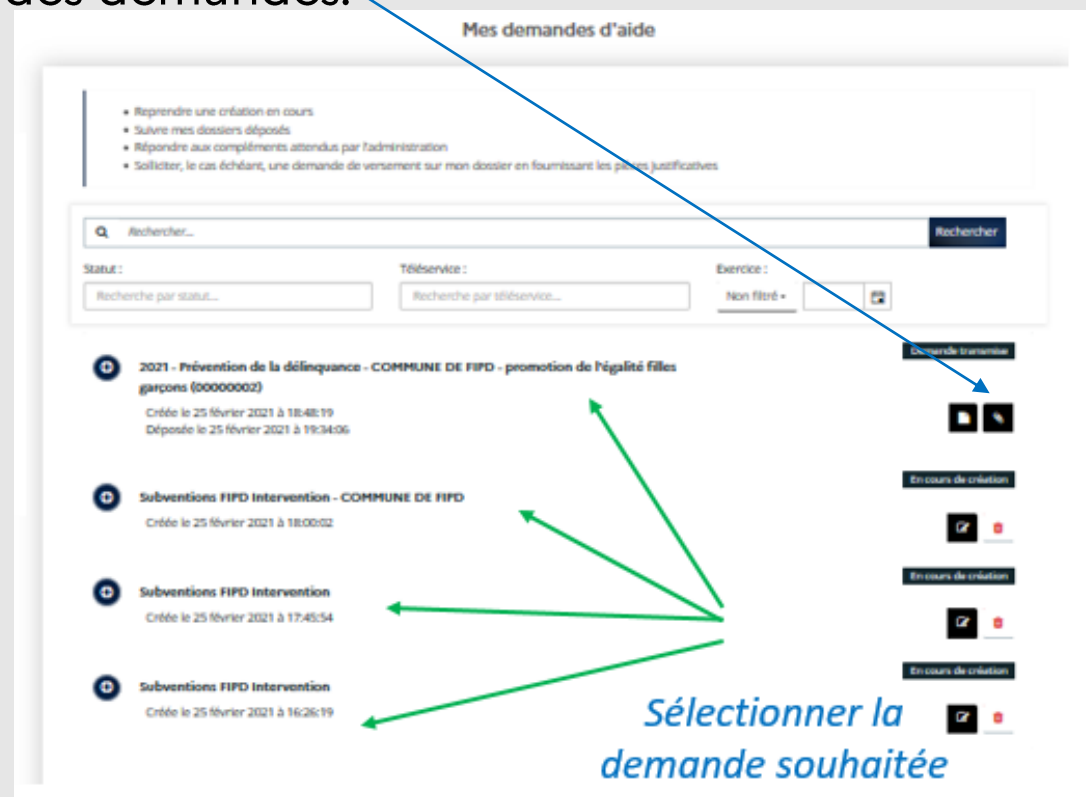 des demandes.
Mes demandes d'aide
• Reprendre une création en cours
• Suivre mes dossiers déposés
• Répondre aux compléments attendus par l'administration
• Solliciter, le cas échéant, une demande de versement sur mon dossier en fournissant les pièces justificatives
Rechercher...
Rechercher
Statut :
Téléservice :
Exercice :
Recherche par statut...
Recherche par téléservice...
Non filtré
Demande transmise
2021 - Prévention de la délinquance - COMMUNE DE FIPD - promotion de l'égalité filles
garçons (00000002)
Créée le 25 février 2021 à 18:48:19
Déposée le 25 février 2021 à 19:34:06
En cours de création
Subventions FIPD Intervention - COMMUNE DE FIPD
Créée le 25 février 2021 à 18:00:02
En cours de création
Subventions FIPD Intervention
Créée le 25 février 2021 à 17:45:54
En cours de création
Subventions FIPD Intervention
Créée le 25 février 2021 à 16:26:19
Sélectionner la
demande souhaitée